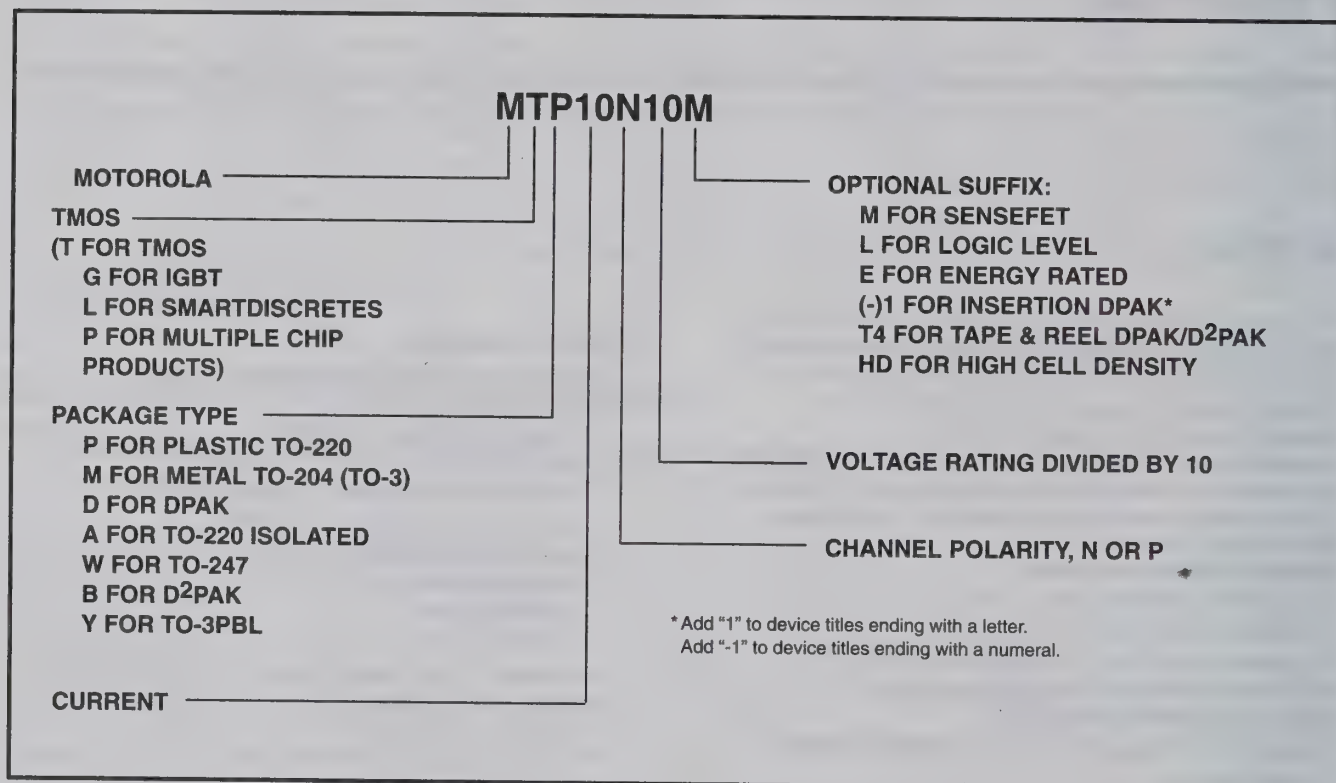 MTP10N10M
MOTOROLA
TMOS
(T FOR TMOS
G FOR IGBT
L FOR SMARTDISCRETES
P FOR MULTIPLE CHIP
PRODUCTS)
PACKAGE TYPE
P FOR PLASTIC TO-220
M FOR METAL TO-204 (TO-3)
D FOR DPAK
A FOR TO-220 ISOLATED
W FOR TO-247
B FOR D²PAK
Y FOR TO-3PBL
CURRENT
OPTIONAL SUFFIX:
M FOR SENSEFET
L FOR LOGIC LEVEL
E FOR ENERGY RATED
(-)1 FOR INSERTION DPAK*
T4 FOR TAPE & REEL DPAK/D²PAK
HD FOR HIGH CELL DENSITY
VOLTAGE RATING DIVIDED BY 10
CHANNEL POLARITY, N OR P
* Add "1" to device titles ending with a letter.
Add "-1" to device titles ending with a numeral.